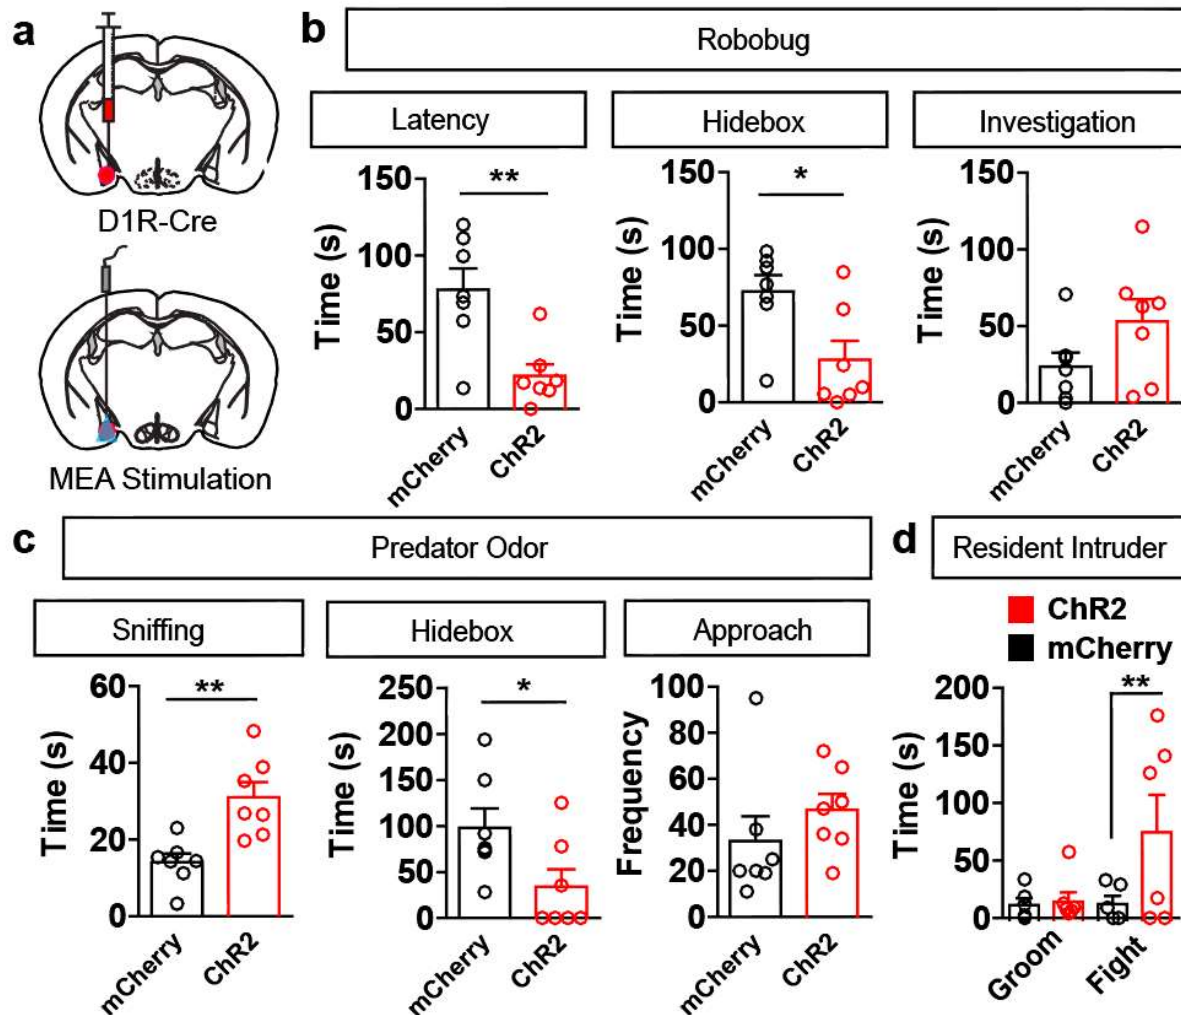 a
D1R-Cre
MEA Stimulation
b
Robobug
Latency
Time (s)
150
100
50
0
**
mCherry
ChR2
Hidebox
Time (s)
150
100
50
0
*
mCherry
ChR2
Investigation
Time (s)
150
100
50
0
mCherry
ChR2
c
Predator Odor
Sniffing
Time (s)
60
40
20
0
**
mCherry
ChR2
Hidebox
Time (s)
250
200
150
100
50
0
*
mCherry
ChR2
Approach
Frequency
100
80
60
40
20
0
mCherry
ChR2
d
Resident Intruder
ChR2
mCherry
Time (s)
200
150
100
50
0
**
Groom
Fight